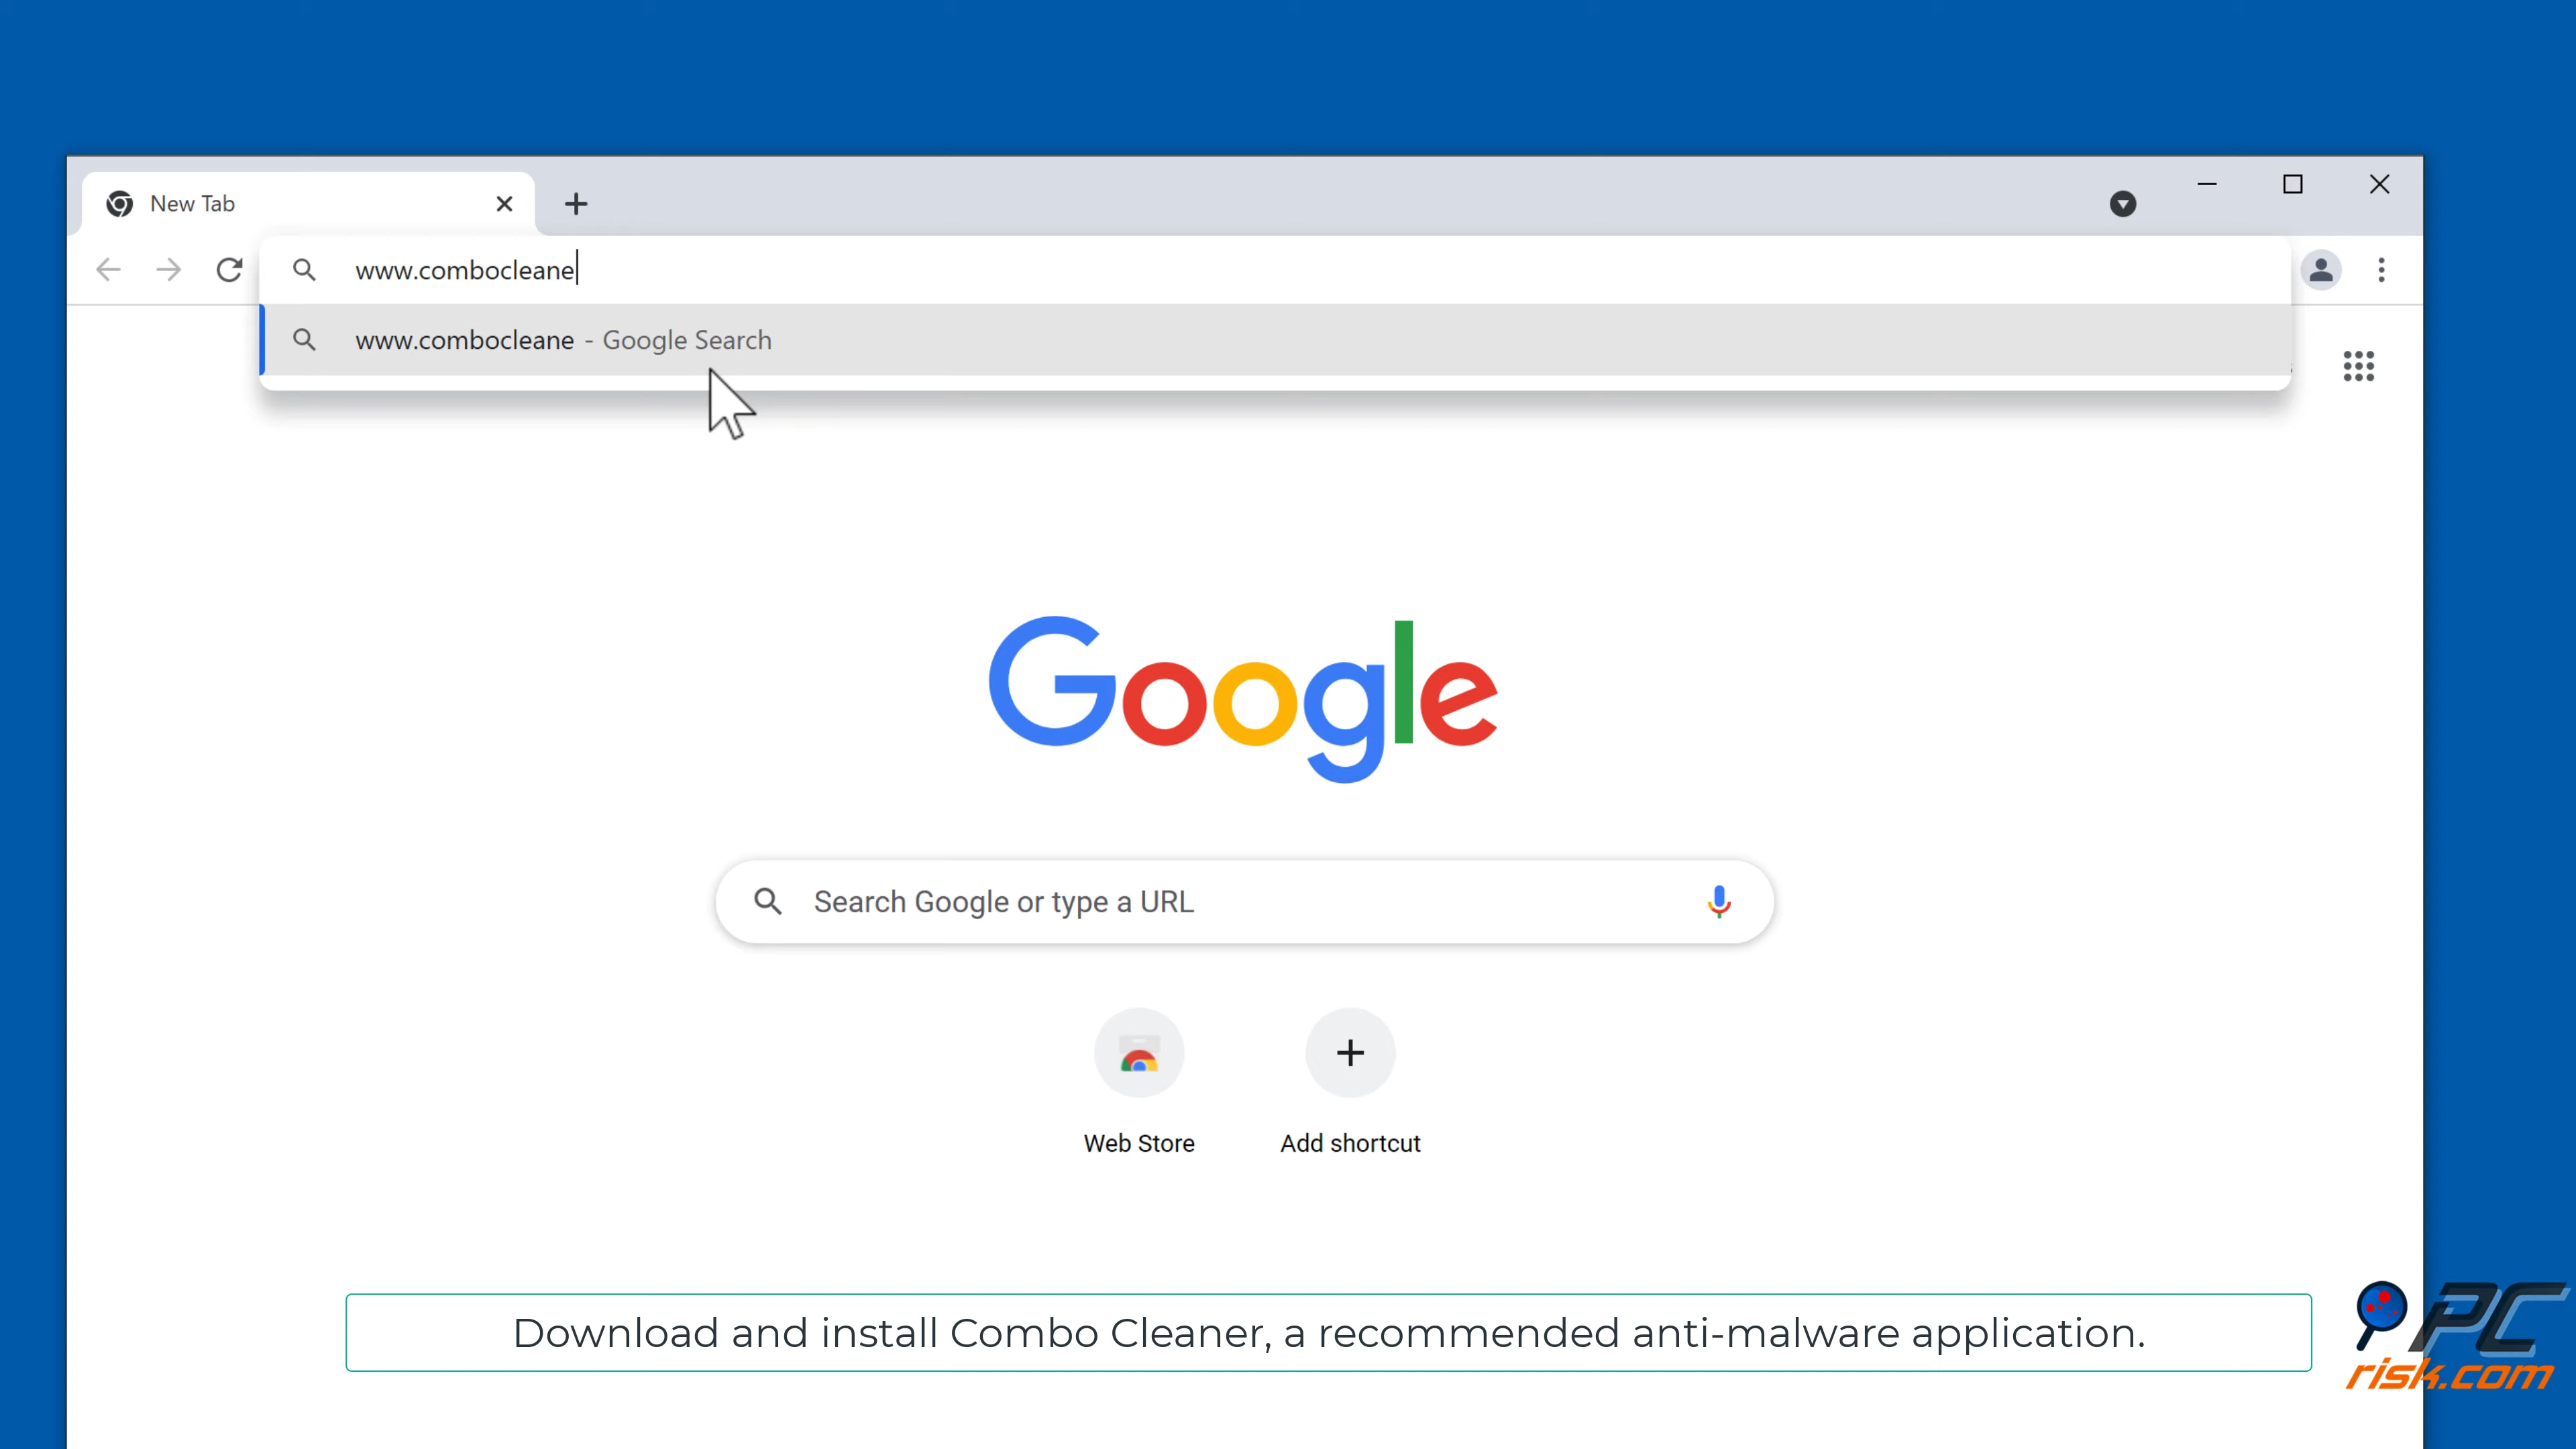 New Tab
www.combocleane
www.combocleane - Google Search
Google
Search Google or type a URL
Web Store
Add shortcut
Download and install Combo Cleaner, a recommended anti-malware application.
PC
risk.com